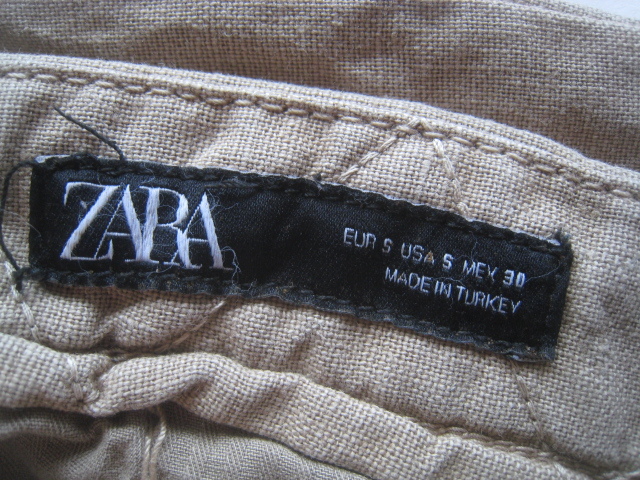 ZARA
EUR S USA S MEX 30
MADE IN TURKEY